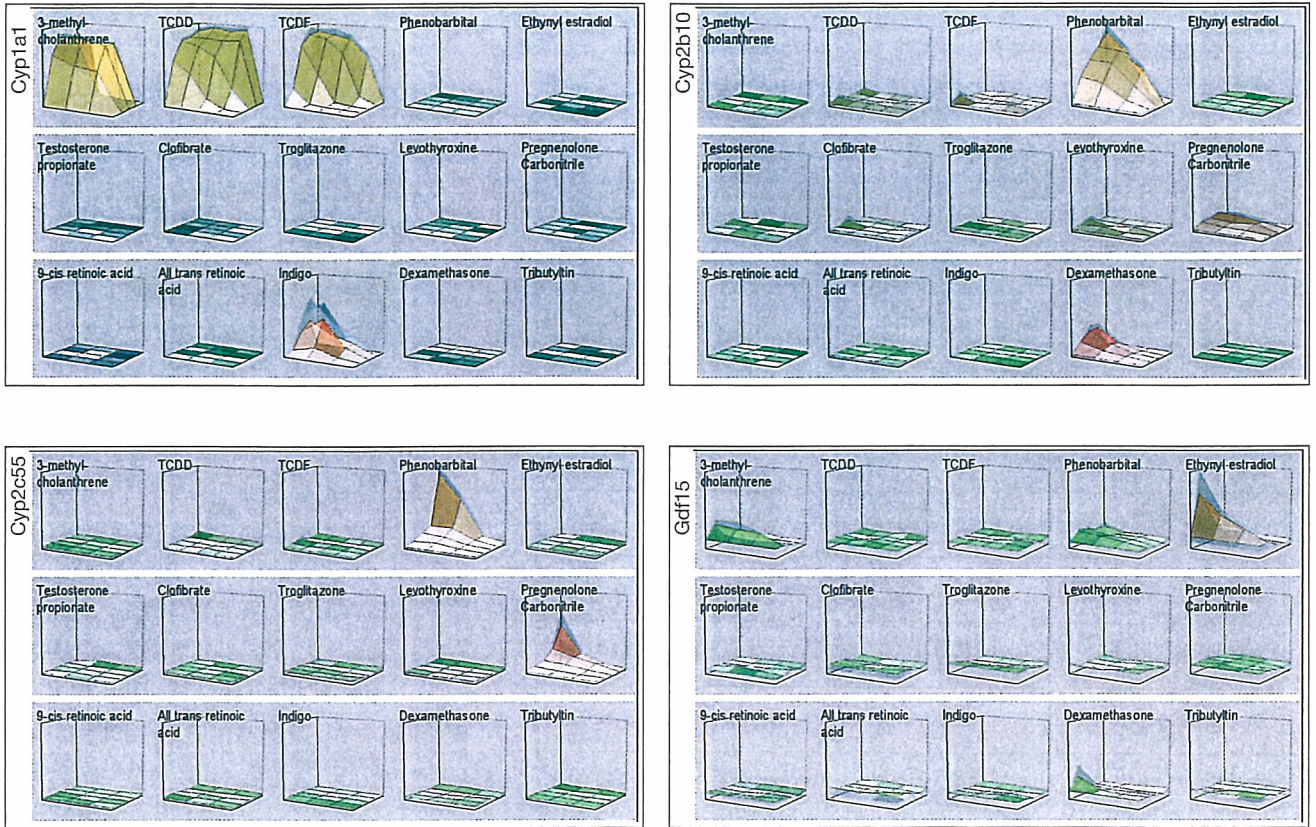 Cyp1a1
3-methyl-
cholanthrene
TCDD
TCDF
Phenobarbital
Ethynyl estradiol
Testosterone
propionate
Clofibrate
Troglitazone
Levothyroxine
Pregnenolone
Carbonitrile
9-cis retinoic acid
All trans retinoic
acid
Indigo
Dexamethasone
Tributyltin
Cyp2b10
3-methyl-
cholanthrene
TCDD
TCDF
Phenobarbital
Ethynyl estradiol
Testosterone
propionate
Clofibrate
Troglitazone
Levothyroxine
Pregnenolone
Carbonitrile
9-cis retinoic acid
All trans retinoic
acid
Indigo
Dexamethasone
Tributyltin
Cyp2c55
3-methyl-
cholanthrene
TCDD
TCDF
Phenobarbital
Ethynyl estradiol
Testosterone
propionate
Clofibrate
Troglitazone
Levothyroxine
Pregnenolone
Carbonitrile
9-cis retinoic acid
All trans retinoic
acid
Indigo
Dexamethasone
Tributyltin
Gdf15
3-methyl-
cholanthrene
TCDD
TCDF
Phenobarbital
Ethynyl estradiol
Testosterone
propionate
Clofibrate
Troglitazone
Levothyroxine
Pregnenolone
Carbonitrile
9-cis retinoic acid
All trans retinoic
acid
Indigo
Dexamethasone
Tributyltin